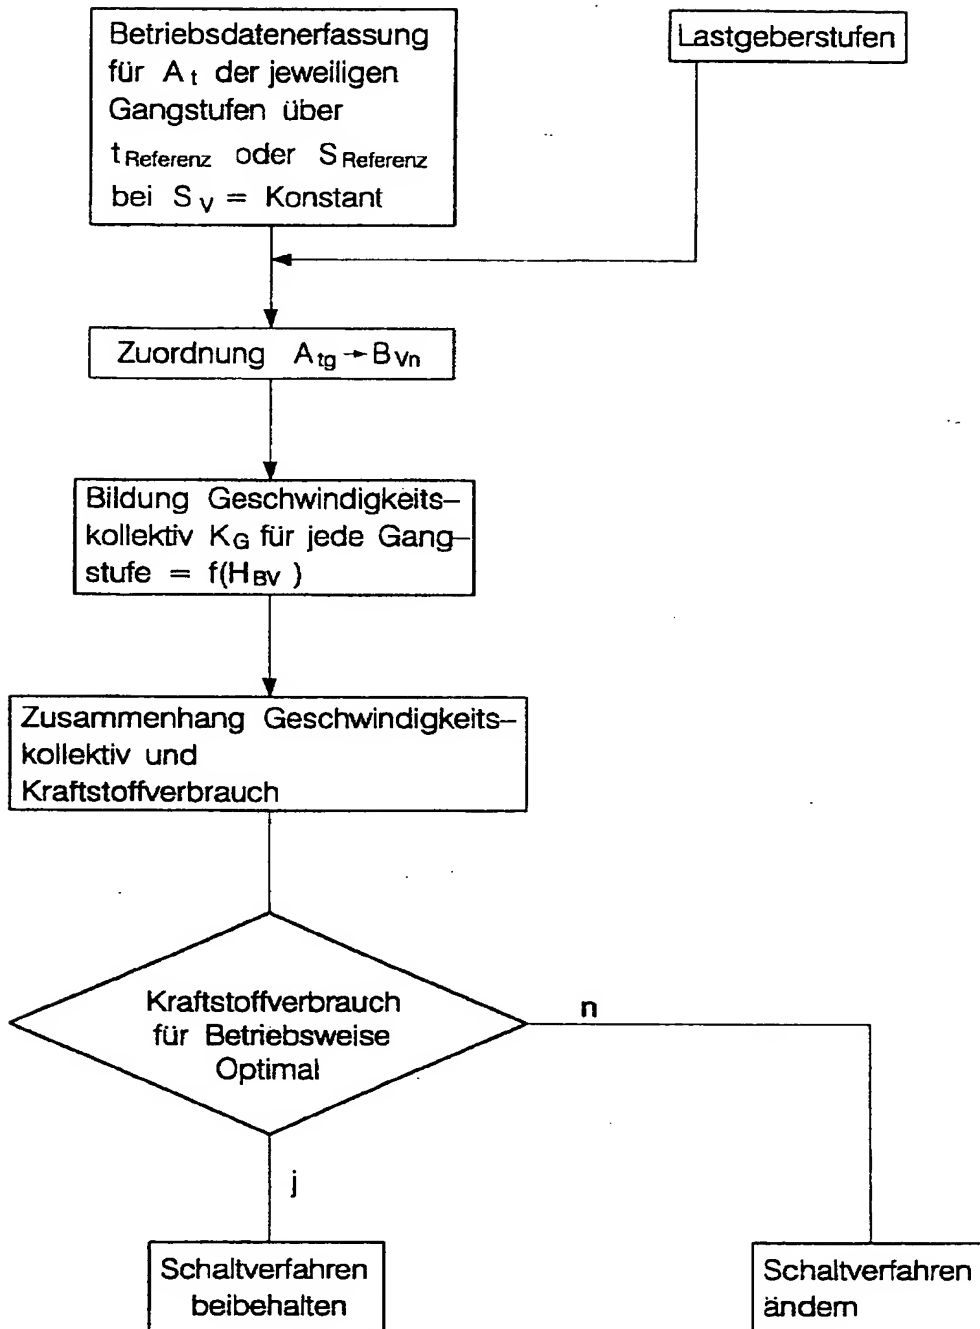 Betriebsdatenerfassung
für A t der jeweiligen
Gangstufen über
t Referenz oder S Referenz
bei S V = Konstant
Lastgeberstufen
Zuordnung A tg → B Vn
Bildung Geschwindigkeits–
kollektiv K G für jede Gang–
stufe = f(H BV )
Zusammenhang Geschwindigkeits–
kollektiv und
Kraftstoffverbrauch
Kraftstoffverbrauch
für Betriebsweise
Optimal
n
j
Schaltverfahren
beibehalten
Schaltverfahren
ändern